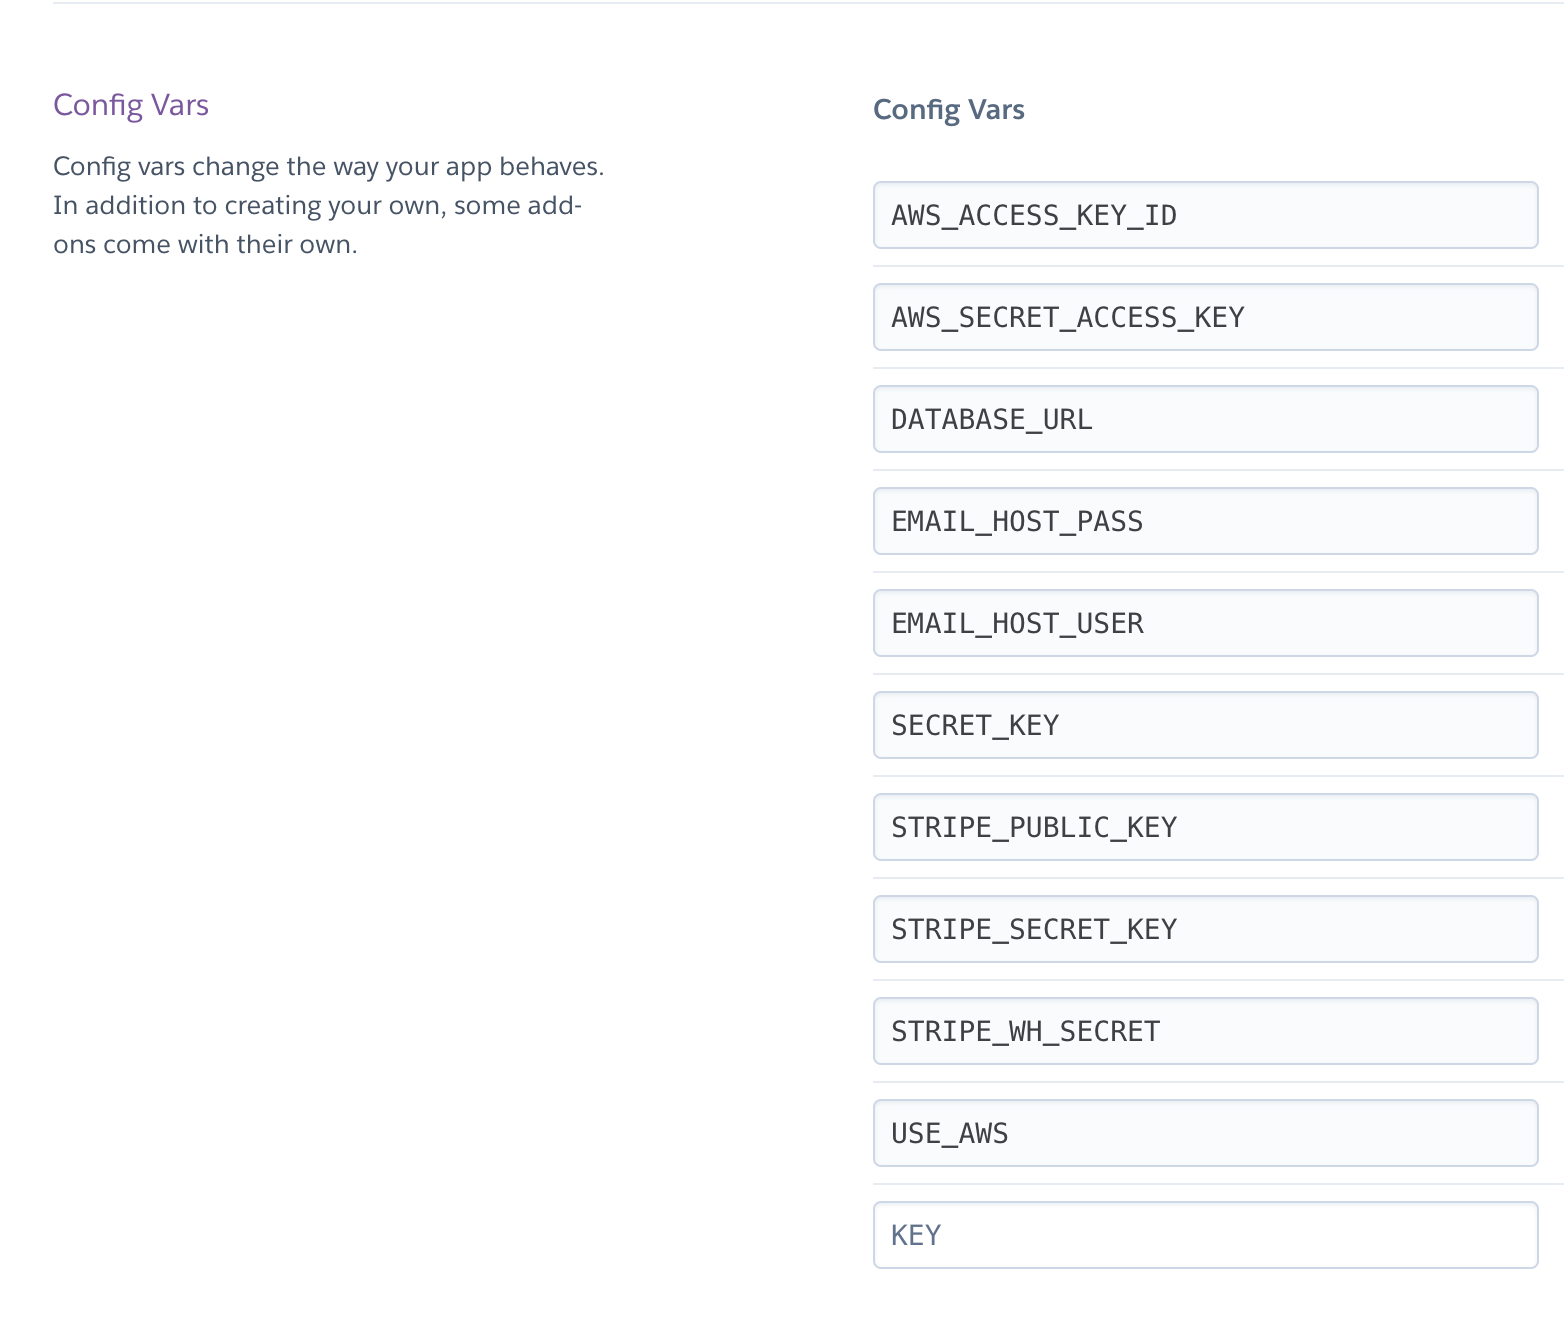 Config Vars
Config vars change the way your app behaves.
In addition to creating your own, some add-
ons come with their own.
Config Vars
AWS_ACCESS_KEY_ID
AWS_SECRET_ACCESS_KEY
DATABASE_URL
EMAIL_HOST_PASS
EMAIL_HOST_USER
SECRET_KEY
STRIPE_PUBLIC_KEY
STRIPE_SECRET_KEY
STRIPE_WH_SECRET
USE_AWS
KEY